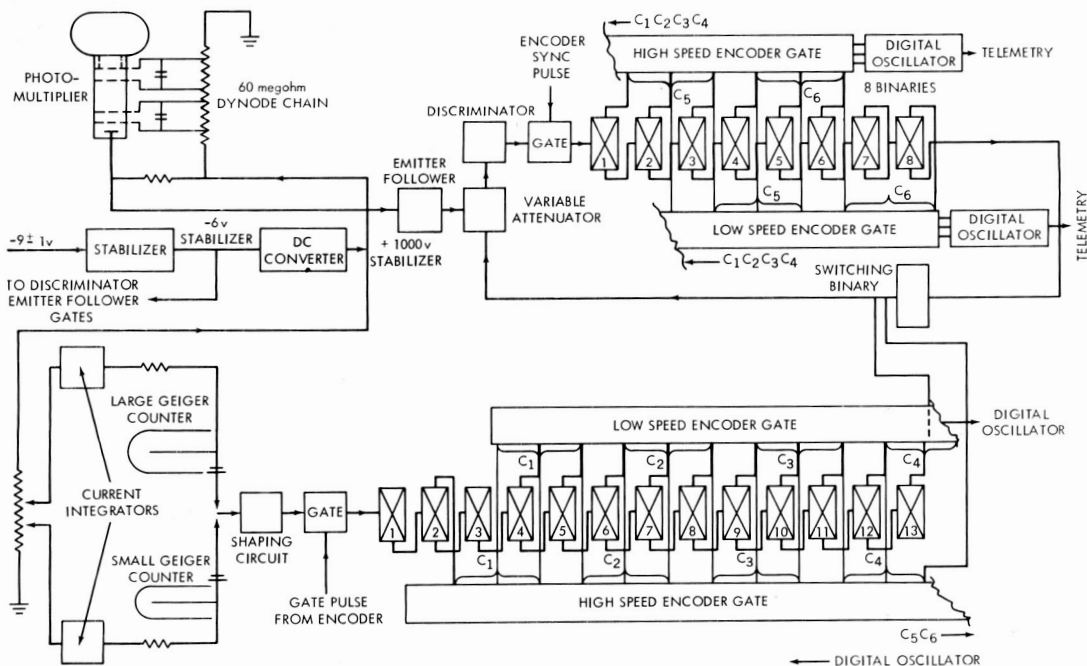 C1 C2 C3 C4
HIGH SPEED ENCODER GATE
DIGITAL
OSCILLATOR
TELEMETRY
ENCODER
SYNC
PULSE
PHOTO-
MULTIPLIER
60 megohm
DYNODE CHAIN
8 BINARIES
C5
C6
DISCRIMINATOR
GATE
1
2
3
4
5
6
7
8
EMITTER
FOLLOWER
VARIABLE
ATTENUATOR
C5
C6
LOW SPEED ENCODER GATE
DIGITAL
OSCILLATOR
TELEMETRY
-9 ± 1v
STABILIZER
-6v
STABILIZER
DC
CONVERTER
+ 1000 v
STABILIZER
C1 C2 C3 C4
SWITCHING
BINARY
TO DISCRIMINATOR
EMITTER FOLLOWER
GATES
LARGE GEIGER
COUNTER
LOW SPEED ENCODER GATE
DIGITAL
OSCILLATOR
C1
C2
C3
C4
CURRENT
INTEGRATORS
SHAPING
CIRCUIT
GATE
1
2
3
4
5
6
7
8
9
10
11
12
13
SMALL GEIGER
COUNTER
C1
C2
C3
C4
GATE PULSE
FROM ENCODER
HIGH SPEED ENCODER GATE
C5C6
DIGITAL OSCILLATOR